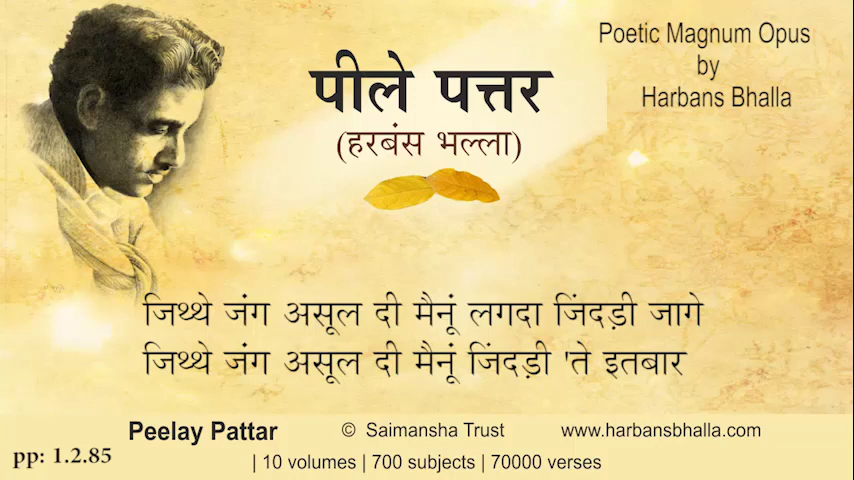 पीले पत्तर
(हरबंस भल्ला)
Poetic Magnum Opus
by
Harbans Bhalla
जिथ्थे जंग असूल दी मैनूं लगदा जिंदड़ी जागे
जिथ्थे जंग असूल दी मैनूं जिंदड़ी 'ते इतबार
Peelay Pattar © Saimansha Trust www.harbansbhalla.com
pp: 1.2.85
| 10 volumes | 700 subjects | 70000 verses